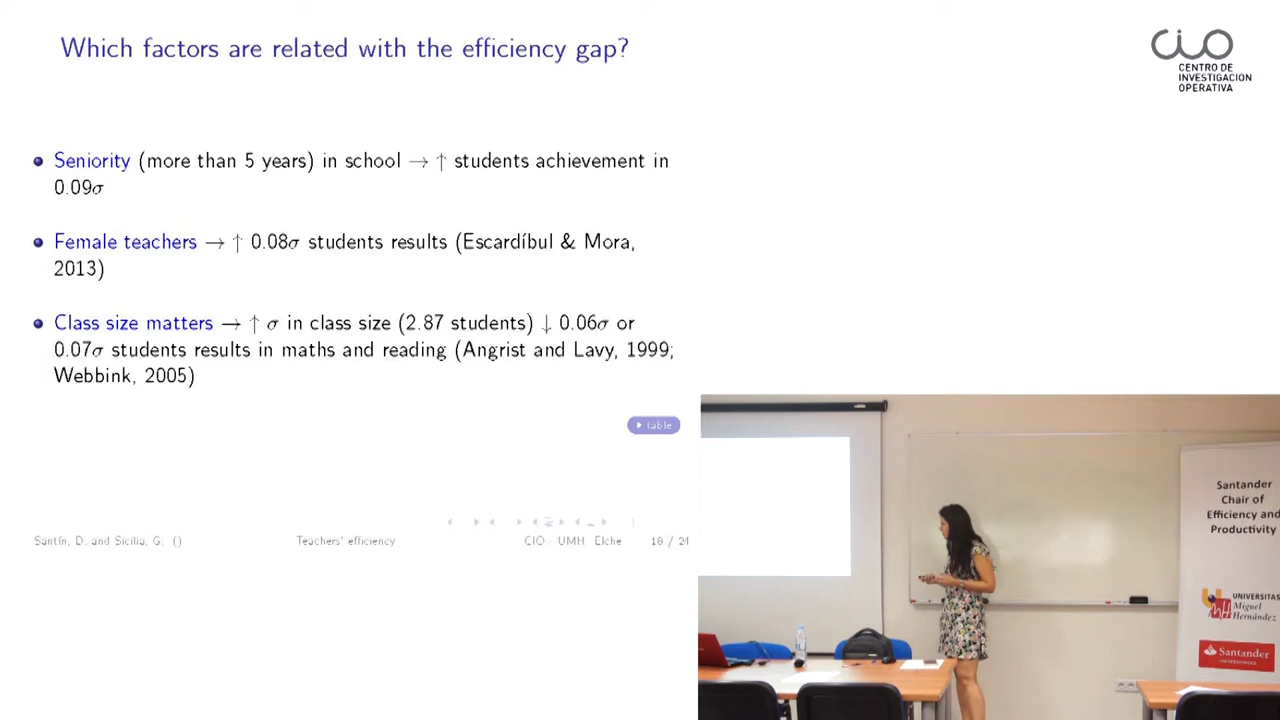 Which factors are related with the efficiency gap?
CIO
CENTRO DE
INVESTIGACION
OPERATIVA
Seniority (more than 5 years) in school → ↑ students achievement in
0.09σ
Female teachers → ↑ 0.08σ students results (Escardíbul & Mora,
2013)
Class size matters → ↑ σ in class size (2.87 students) ↓ 0.06σ or
0.07σ students results in maths and reading (Angrist and Lavy, 1999;
Webbink, 2005)
table
Santín, D. and Sicilia, G. ()
Teachers' efficiency
CIO - UMH, Elche
18 / 24
Santander
Chair of
Efficiency and
Productivity
UNIVERSITAS
Miguel
Hernández
Santander